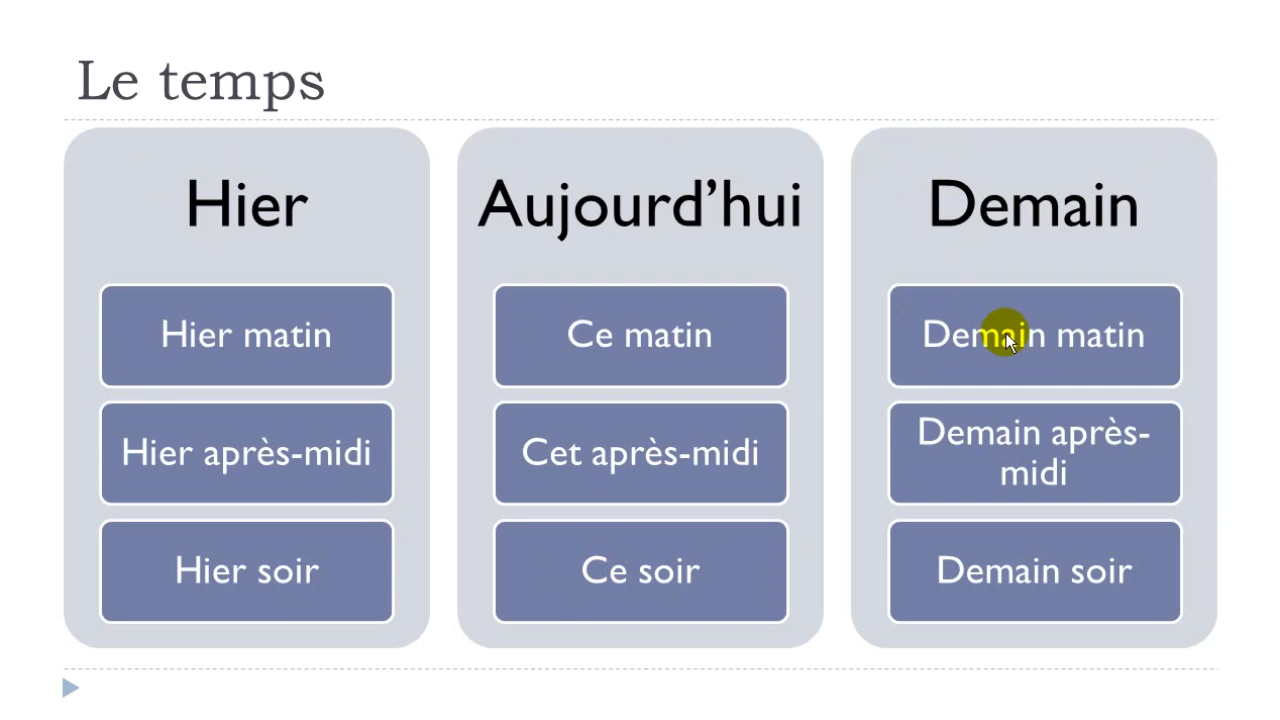 Le temps
Hier
Hier matin
Hier après-midi
Hier soir
Aujourd’hui
Ce matin
Cet après-midi
Ce soir
Demain
Demain matin
Demain après-
midi
Demain soir